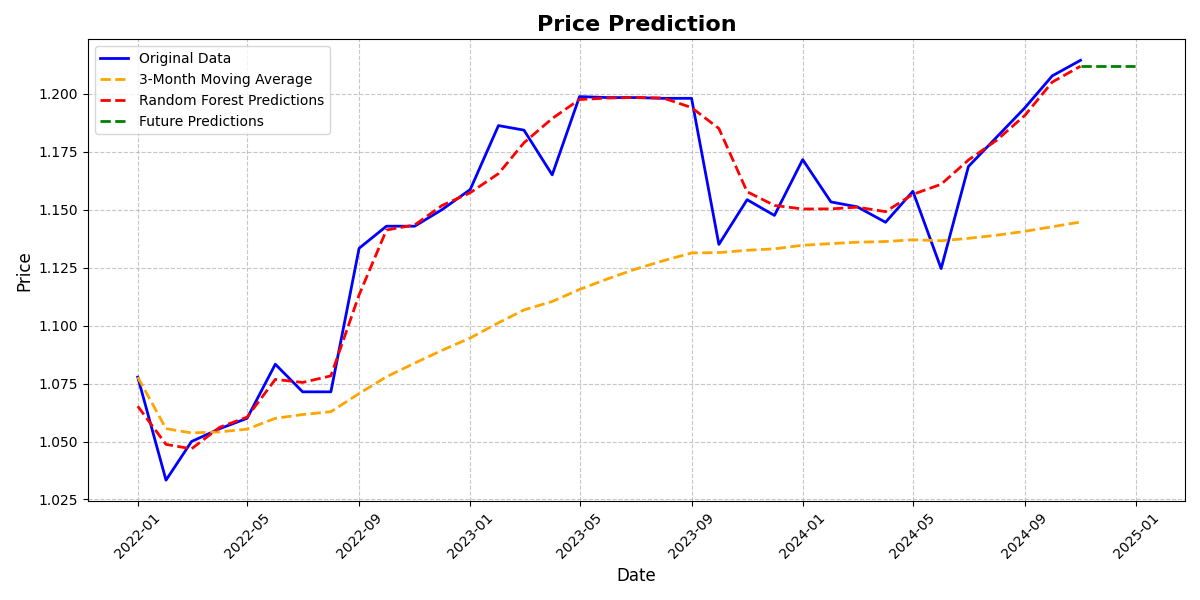 Price Prediction
Original Data
3-Month Moving Average
Random Forest Predictions
Future Predictions
Price
1.200
1.175
1.150
1.125
1.100
1.075
1.050
1.025
2022-01
2022-05
2022-09
2023-01
2023-05
2023-09
2024-01
2024-05
2024-09
2025-01
Date